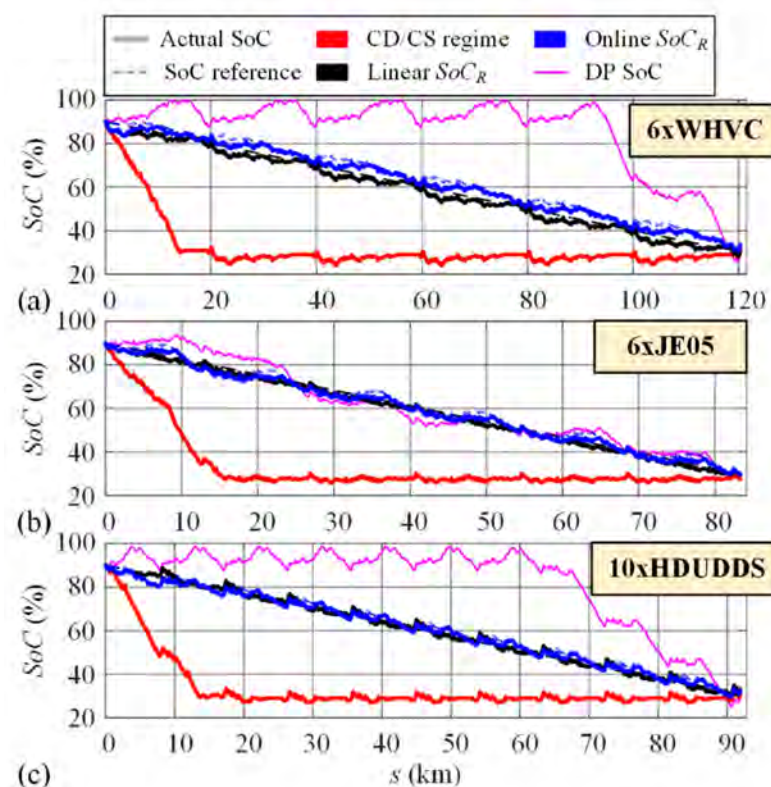 Actual SoC CD/CS regime Online SoC_R
SoC reference Linear SoC_R DP SoC
100
80
60
40
20
SoC (%)
6xWHVC
(a)
0 20 40 60 80 100 120
100
80
60
40
20
SoC (%)
6xJE05
(b)
0 10 20 30 40 50 60 70 80
100
80
60
40
20
SoC (%)
10xHDUDDS
0 10 20 30 40 50 60 70 80 90
(c)
s (km)